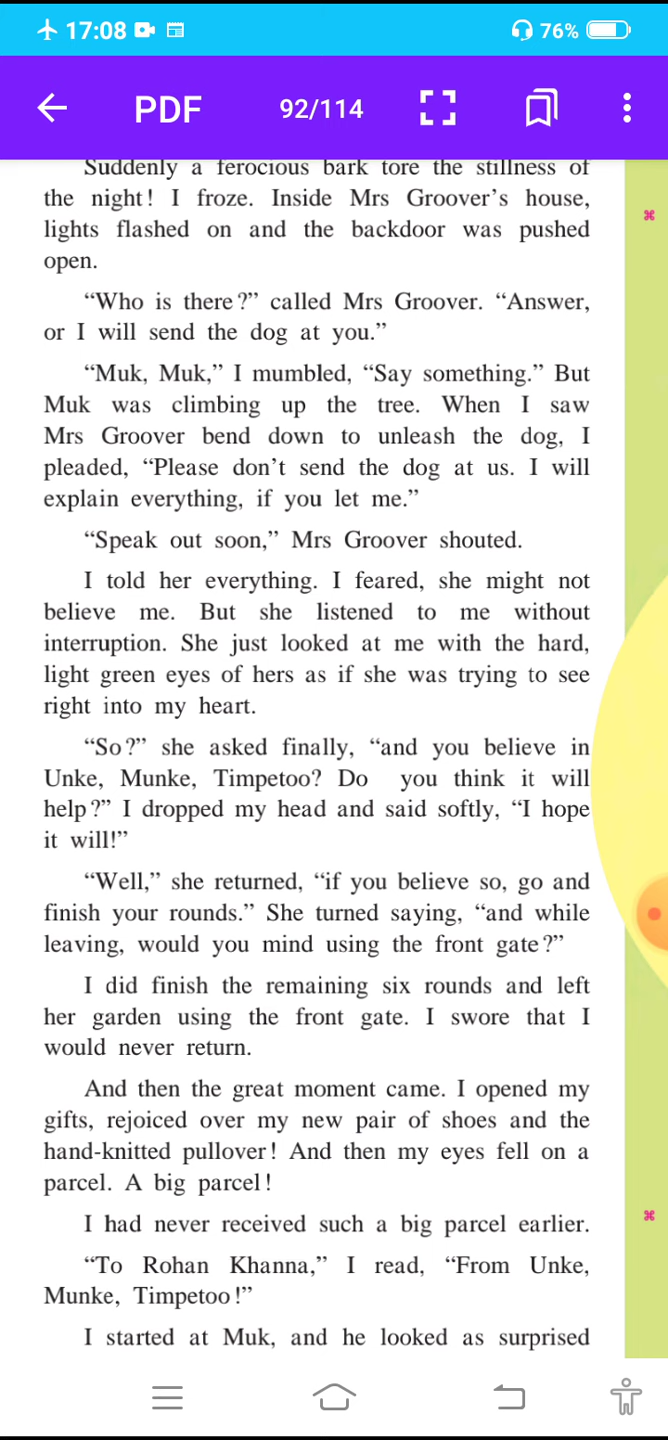 17:08
76%
PDF
92/114
Suddenly a ferocious bark tore the stillness of
the night! I froze. Inside Mrs Groover’s house,
lights flashed on and the backdoor was pushed
open.
“Who is there?” called Mrs Groover. “Answer,
or I will send the dog at you.”
“Muk, Muk,” I mumbled, “Say something.” But
Muk was climbing up the tree. When I saw
Mrs Groover bend down to unleash the dog, I
pleaded, “Please don’t send the dog at us. I will
explain everything, if you let me.”
“Speak out soon,” Mrs Groover shouted.
I told her everything. I feared, she might not
believe me. But she listened to me without
interruption. She just looked at me with the hard,
light green eyes of hers as if she was trying to see
right into my heart.
“So?” she asked finally, “and you believe in
Unke, Munke, Timpetoo? Do you think it will
help?” I dropped my head and said softly, “I hope
it will!”
“Well,” she returned, “if you believe so, go and
finish your rounds.” She turned saying, “and while
leaving, would you mind using the front gate?”
I did finish the remaining six rounds and left
her garden using the front gate. I swore that I
would never return.
And then the great moment came. I opened my
gifts, rejoiced over my new pair of shoes and the
hand-knitted pullover! And then my eyes fell on a
parcel. A big parcel!
I had never received such a big parcel earlier.
“To Rohan Khanna,” I read, “From Unke,
Munke, Timpetoo!”
I started at Muk, and he looked as surprised